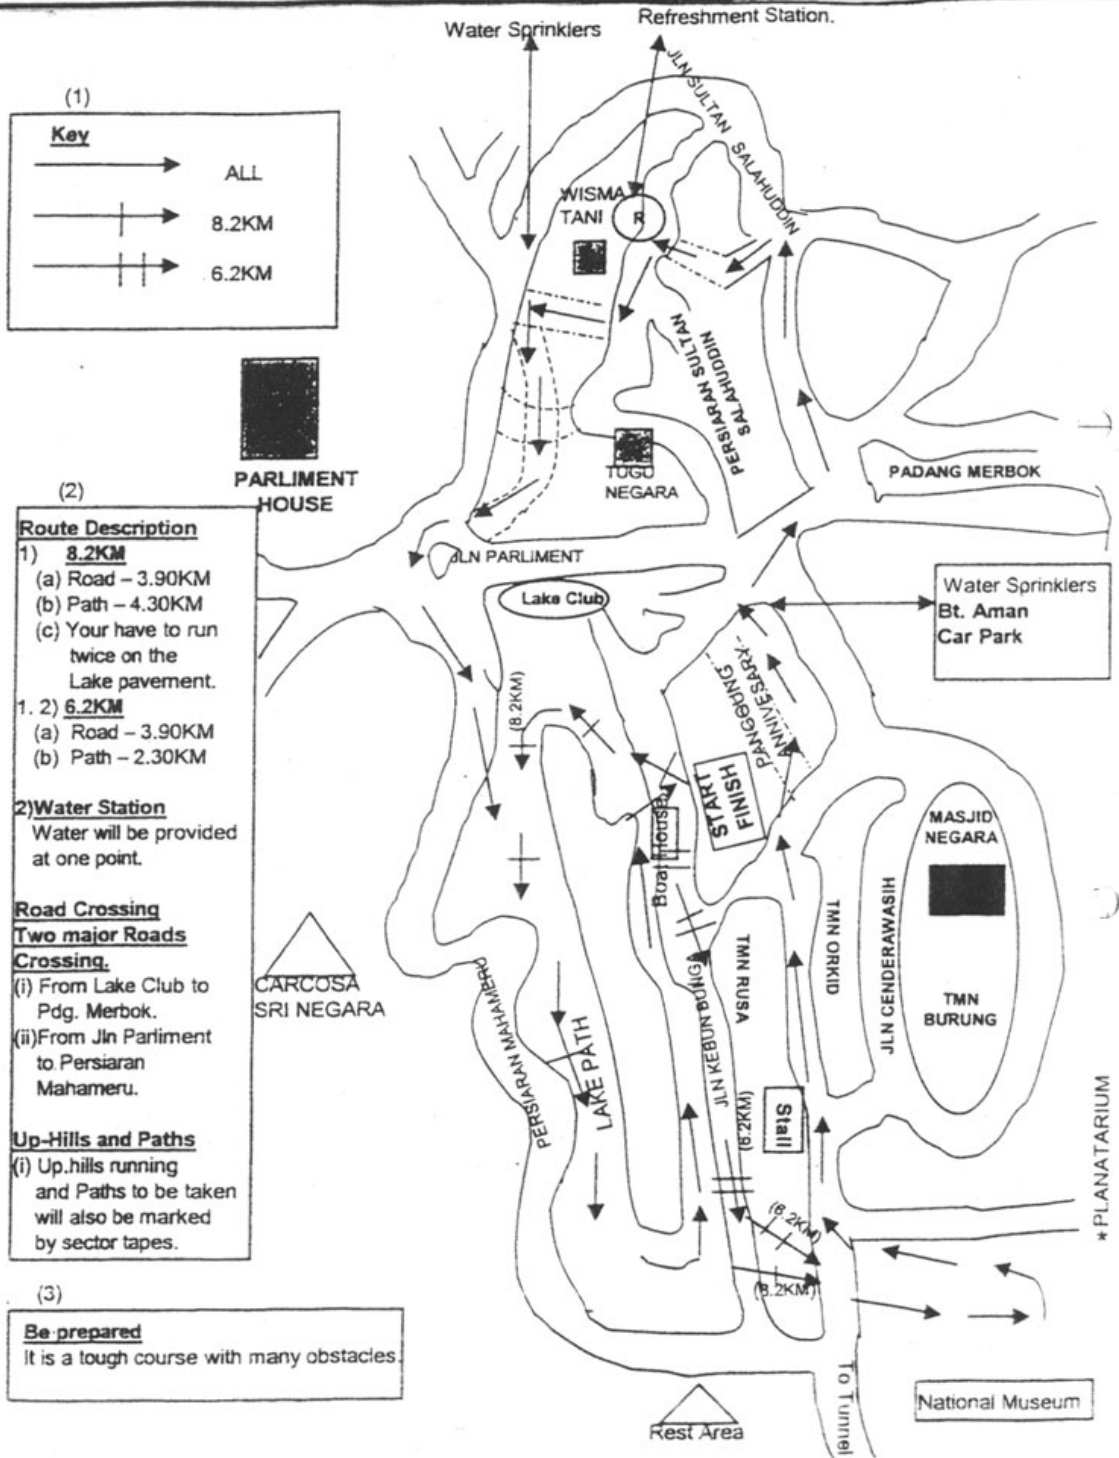 Water Sprinklers
Refreshment Station.
(1)
Key
ALL
8.2KM
6.2KM
JLN SULTAN SALAHUDDIN
WISMA
TANI
R
PERSIARAN SULTAN
SALAHUDDIN
PARLIMENT
HOUSE
TUGU
NEGARA
PADANG MERBOK
(2)
Route Description
1) 8.2KM
(a) Road – 3.90KM
(b) Path – 4.30KM
(c) Your have to run
twice on the
Lake pavement.
1. 2) 6.2KM
(a) Road – 3.90KM
(b) Path – 2.30KM
2)Water Station
Water will be provided
at one point.
Road Crossing
Two major Roads
Crossing.
(i) From Lake Club to
Pdg. Merbok.
(ii)From Jln Parliment
to Persiaran
Mahameru.
Up-Hills and Paths
(i) Up.hills running
and Paths to be taken
will also be marked
by sector tapes.
JLN PARLIMENT
Lake Club
Water Sprinklers
Bt. Aman
Car Park
(8.2KM)
PANGGUNG
ANNIVESARY
START
FINISH
Boat House
MASJID
NEGARA
TMN
BURUNG
JLN CENDERAWASIH
TMN ORKID
TMN RUSA
CARCOSA
SRI NEGARA
PERSIARAN MAHAMERU
LAKE PATH
JLN KEBUN BUNGA
(8.2KM)
Stall
(6.2KM)
(8.2KM)
* PLANATARIUM
(3)
Be prepared
It is a tough course with many obstacles.
Rest Area
To Tunnel
National Museum